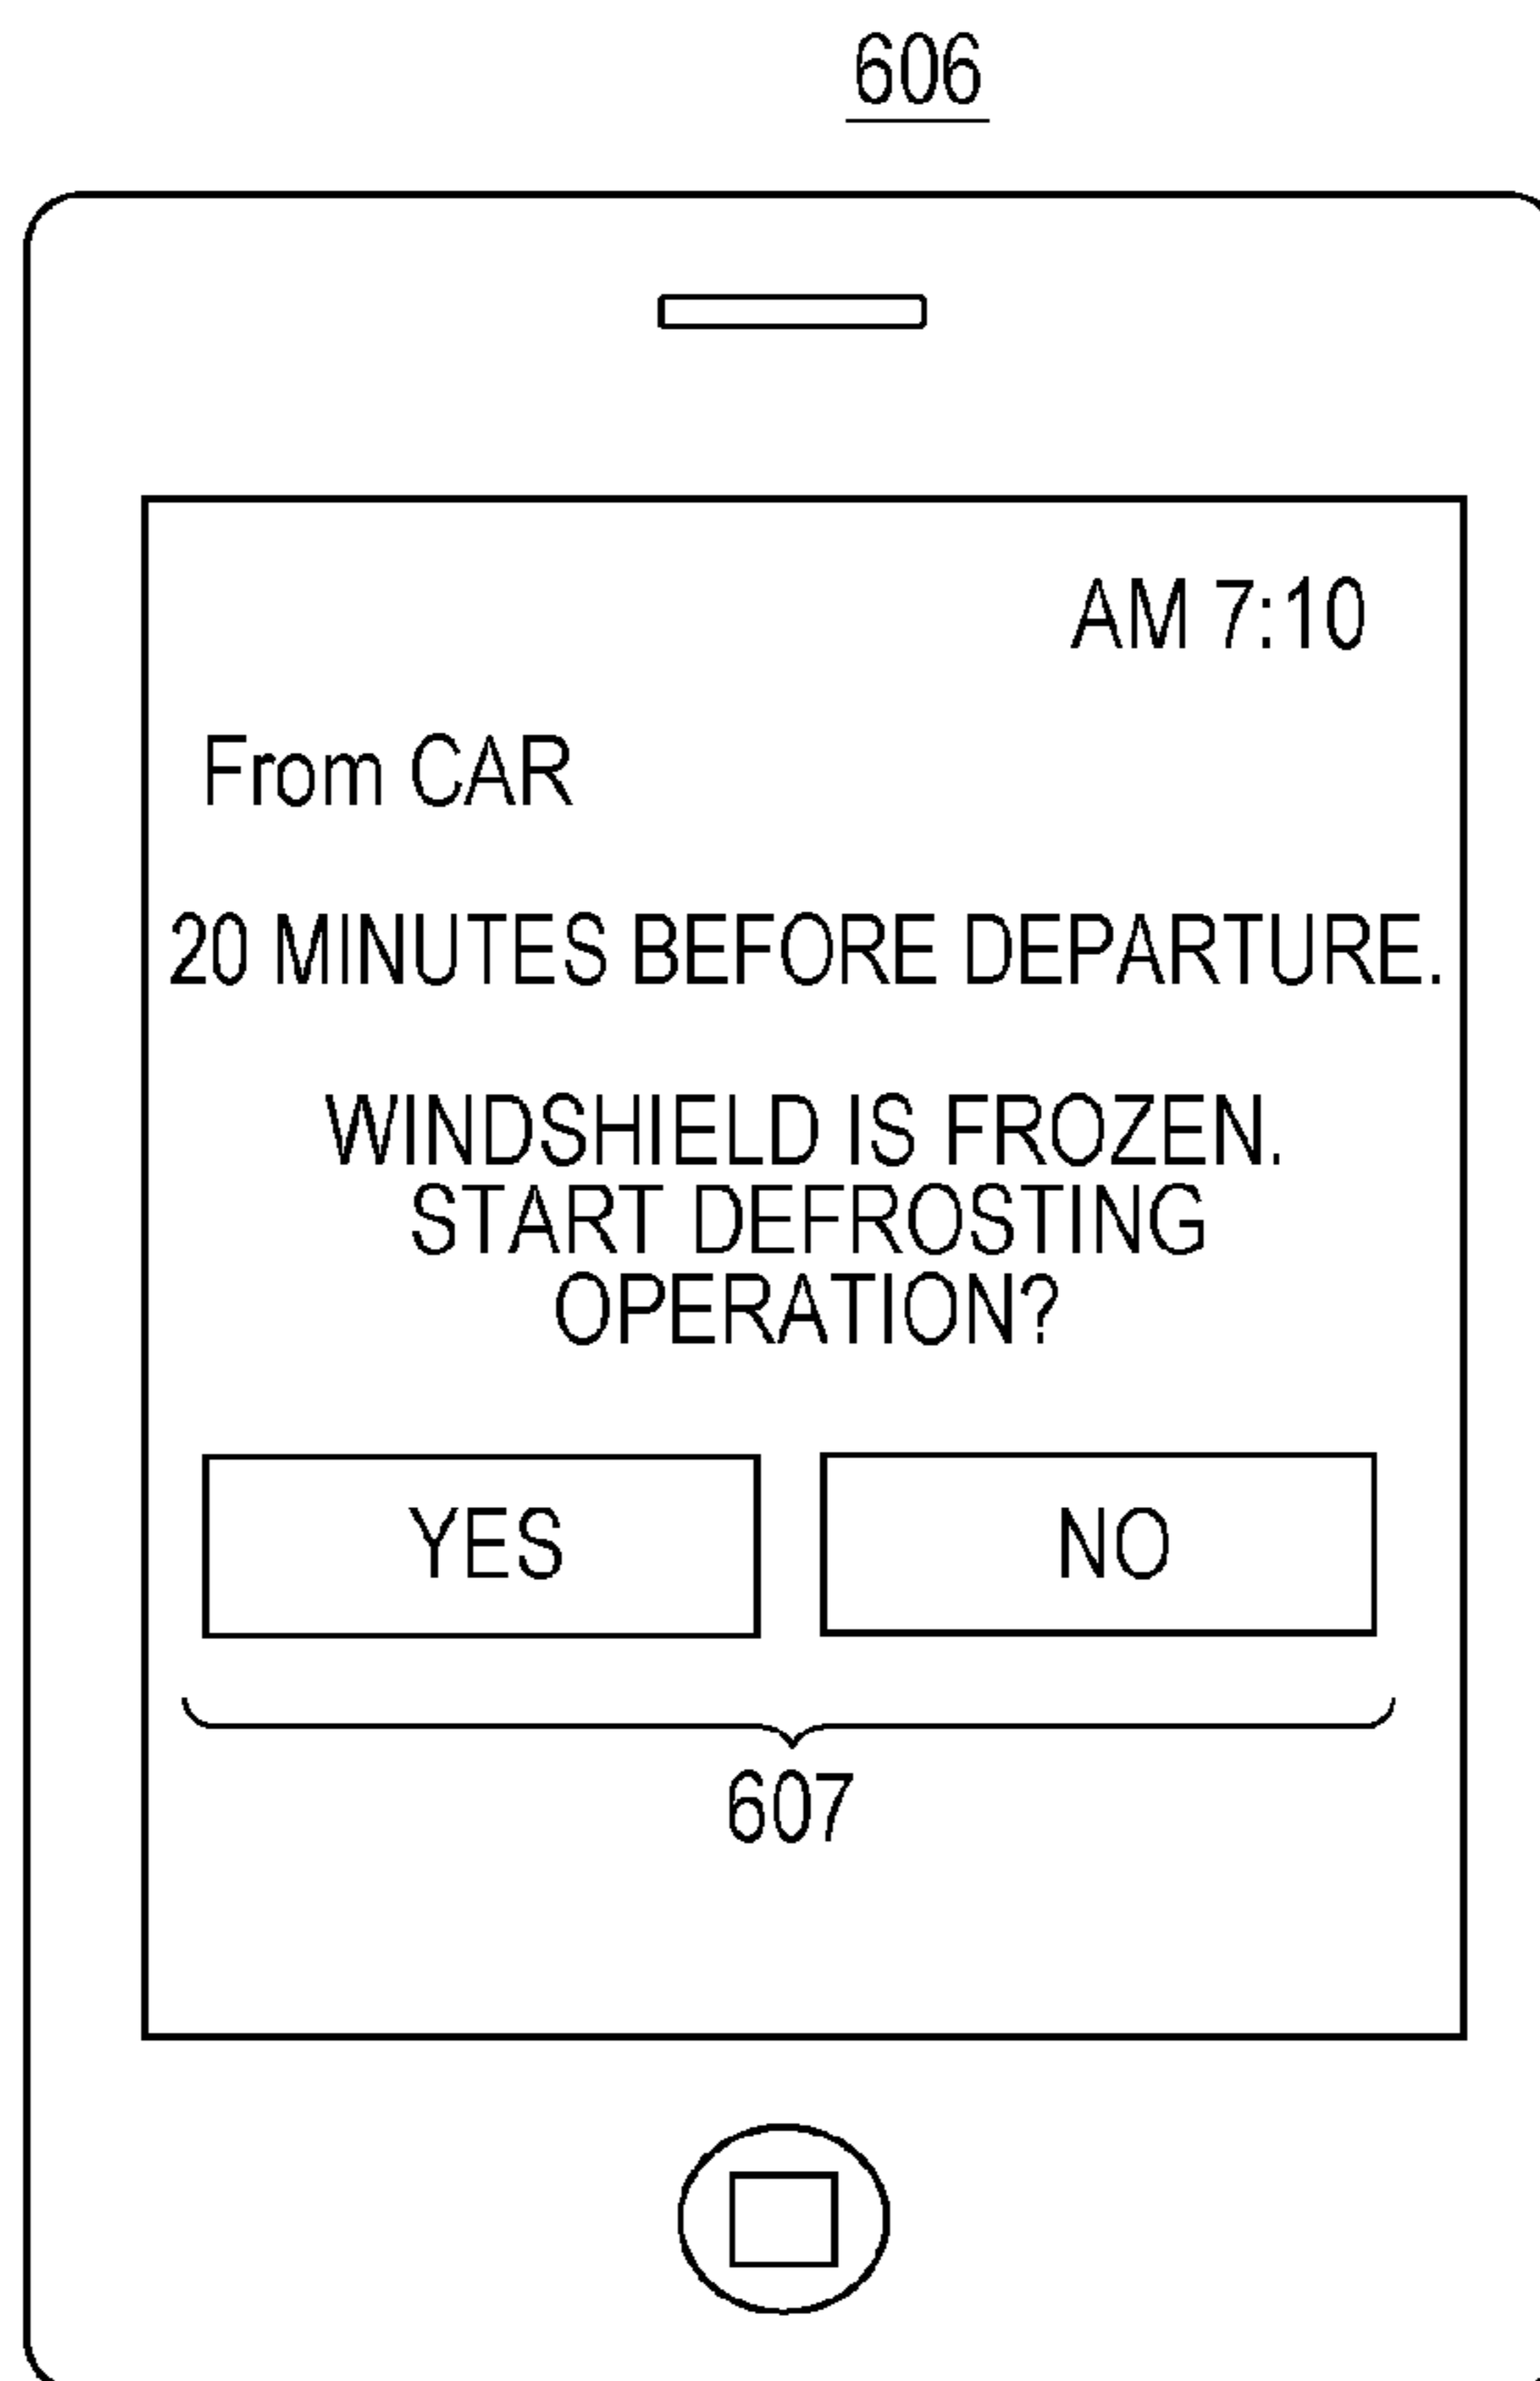 606
AM 7:10
From CAR
20 MINUTES BEFORE DEPARTURE.
WINDSHIELD IS FROZEN.
START DEFROSTING
OPERATION?
YES NO
607